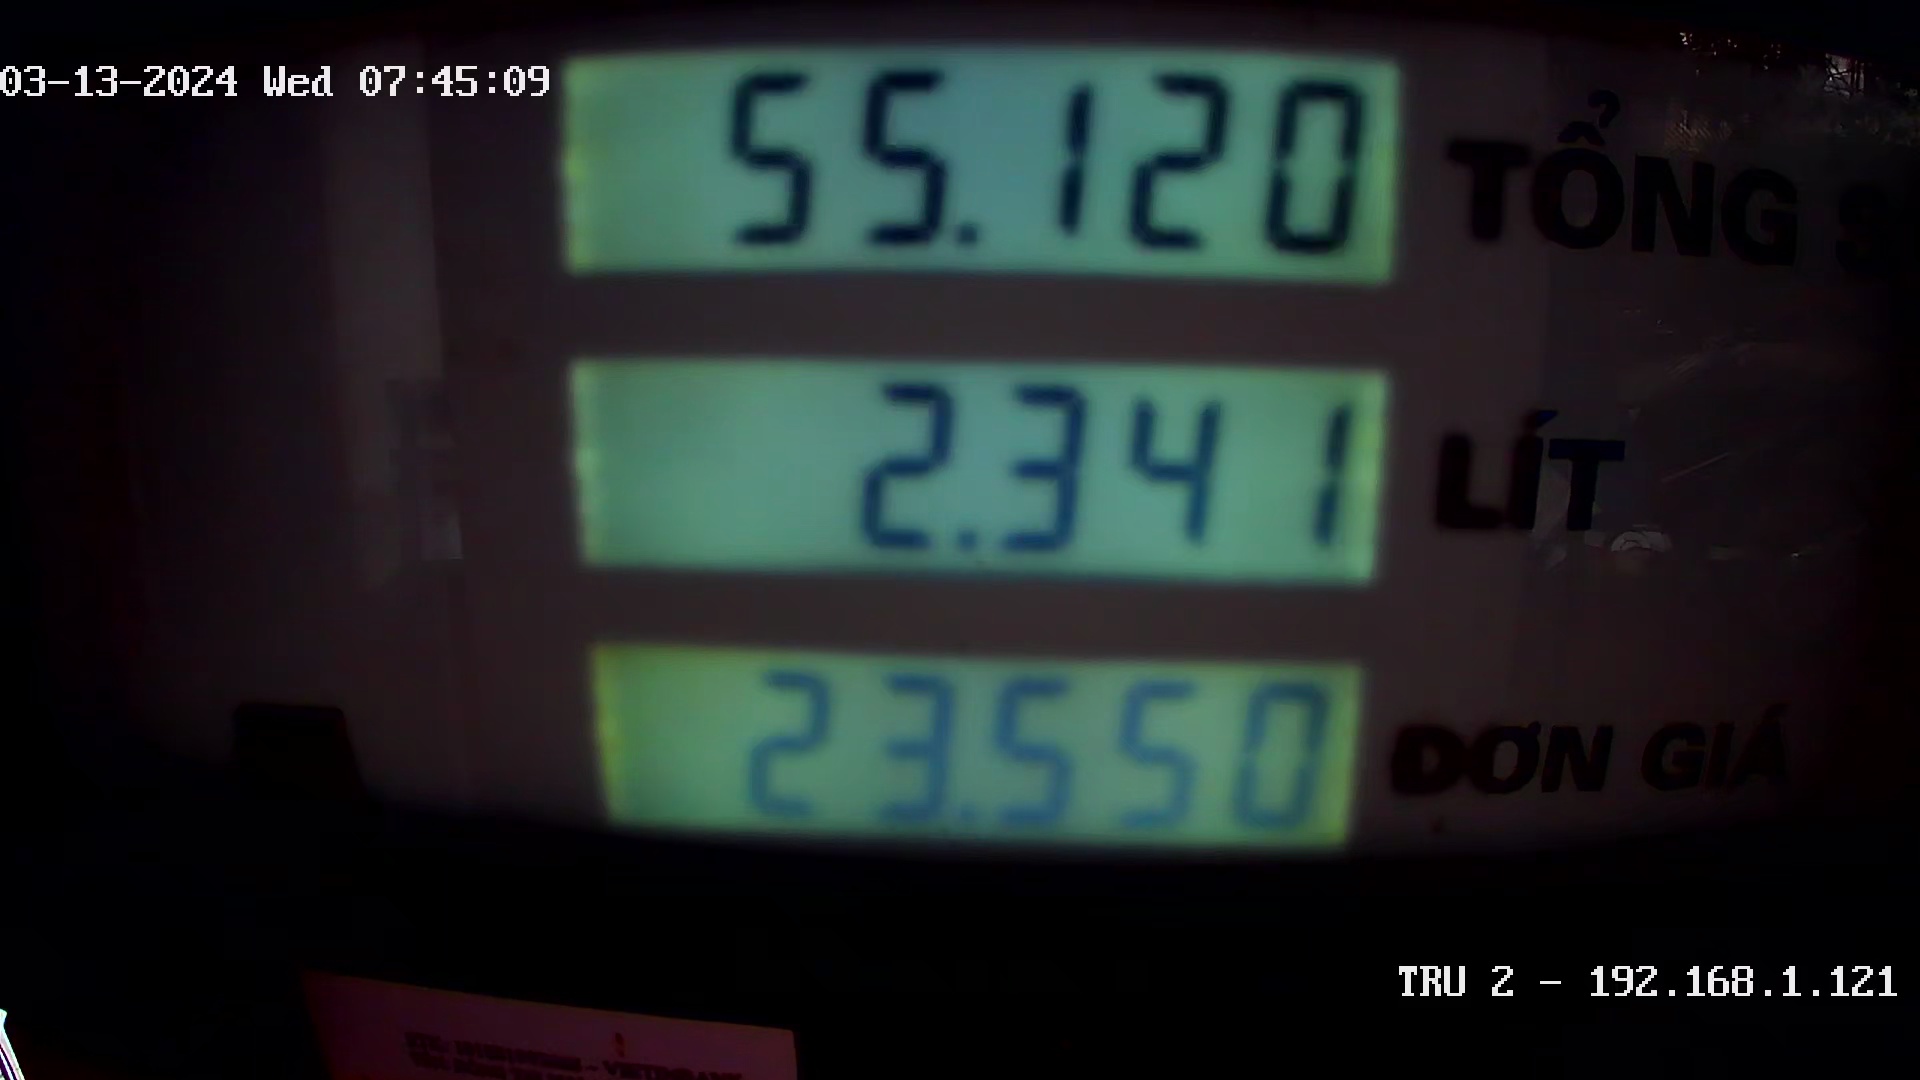 03-13-2024 Wed 07:45:09
55.120 TỔNG S
2.341 LÍT
23.550 ĐƠN GIÁ
TRU 2 - 192.168.1.121